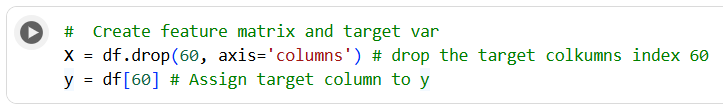 #  Create feature matrix and target var
X = df.drop(60, axis='columns') # drop the target colkumns index 60
y = df[60] # Assign target column to y